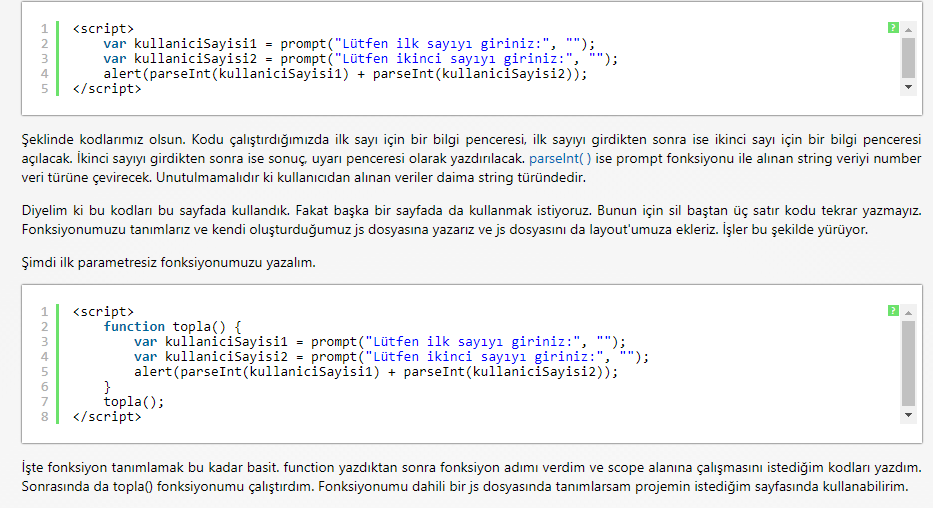 1 <script>
2 var kullaniciSayisi1 = prompt("Lütfen ilk sayıyı giriniz:", "");
3 var kullaniciSayisi2 = prompt("Lütfen ikinci sayıyı giriniz:", "");
4 alert(parseInt(kullaniciSayisi1) + parseInt(kullaniciSayisi2));
5 </script>
?
Şeklinde kodlarımız olsun. Kodu çalıştırdığımızda ilk sayı için bir bilgi penceresi, ilk sayıyı girdikten sonra ise ikinci sayı için bir bilgi penceresi
açılacak. İkinci sayıyı girdikten sonra ise sonuç, uyarı penceresi olarak yazdırılacak. parseInt( ) ise prompt fonksiyonu ile alınan string veriyi number
veri türüne çevirecek. Unutulmamalıdır ki kullanıcıdan alınan veriler daima string türündedir.
Diyelim ki bu kodları bu sayfada kullandık. Fakat başka bir sayfada da kullanmak istiyoruz. Bunun için sil baştan üç satır kodu tekrar yazmayız.
Fonksiyonumuzu tanımlarız ve kendi oluşturduğumuz js dosyasına yazarız ve js dosyasını da layout'umuza ekleriz. İşler bu şekilde yürüyor.
Şimdi ilk parametresiz fonksiyonumuzu yazalım.
1 <script>
2 function topla() {
3 var kullaniciSayisi1 = prompt("Lütfen ilk sayıyı giriniz:", "");
4 var kullaniciSayisi2 = prompt("Lütfen ikinci sayıyı giriniz:", "");
5 alert(parseInt(kullaniciSayisi1) + parseInt(kullaniciSayisi2));
6 }
7 topla();
8 </script>
?
İşte fonksiyon tanımlamak bu kadar basit. function yazdıktan sonra fonksiyon adımı verdim ve scope alanına çalışmasını istediğim kodları yazdım.
Sonrasında da topla() fonksiyonumu çalıştırdım. Fonksiyonumu dahili bir js dosyasında tanımlarsam projemin istediğim sayfasında kullanabilirim.